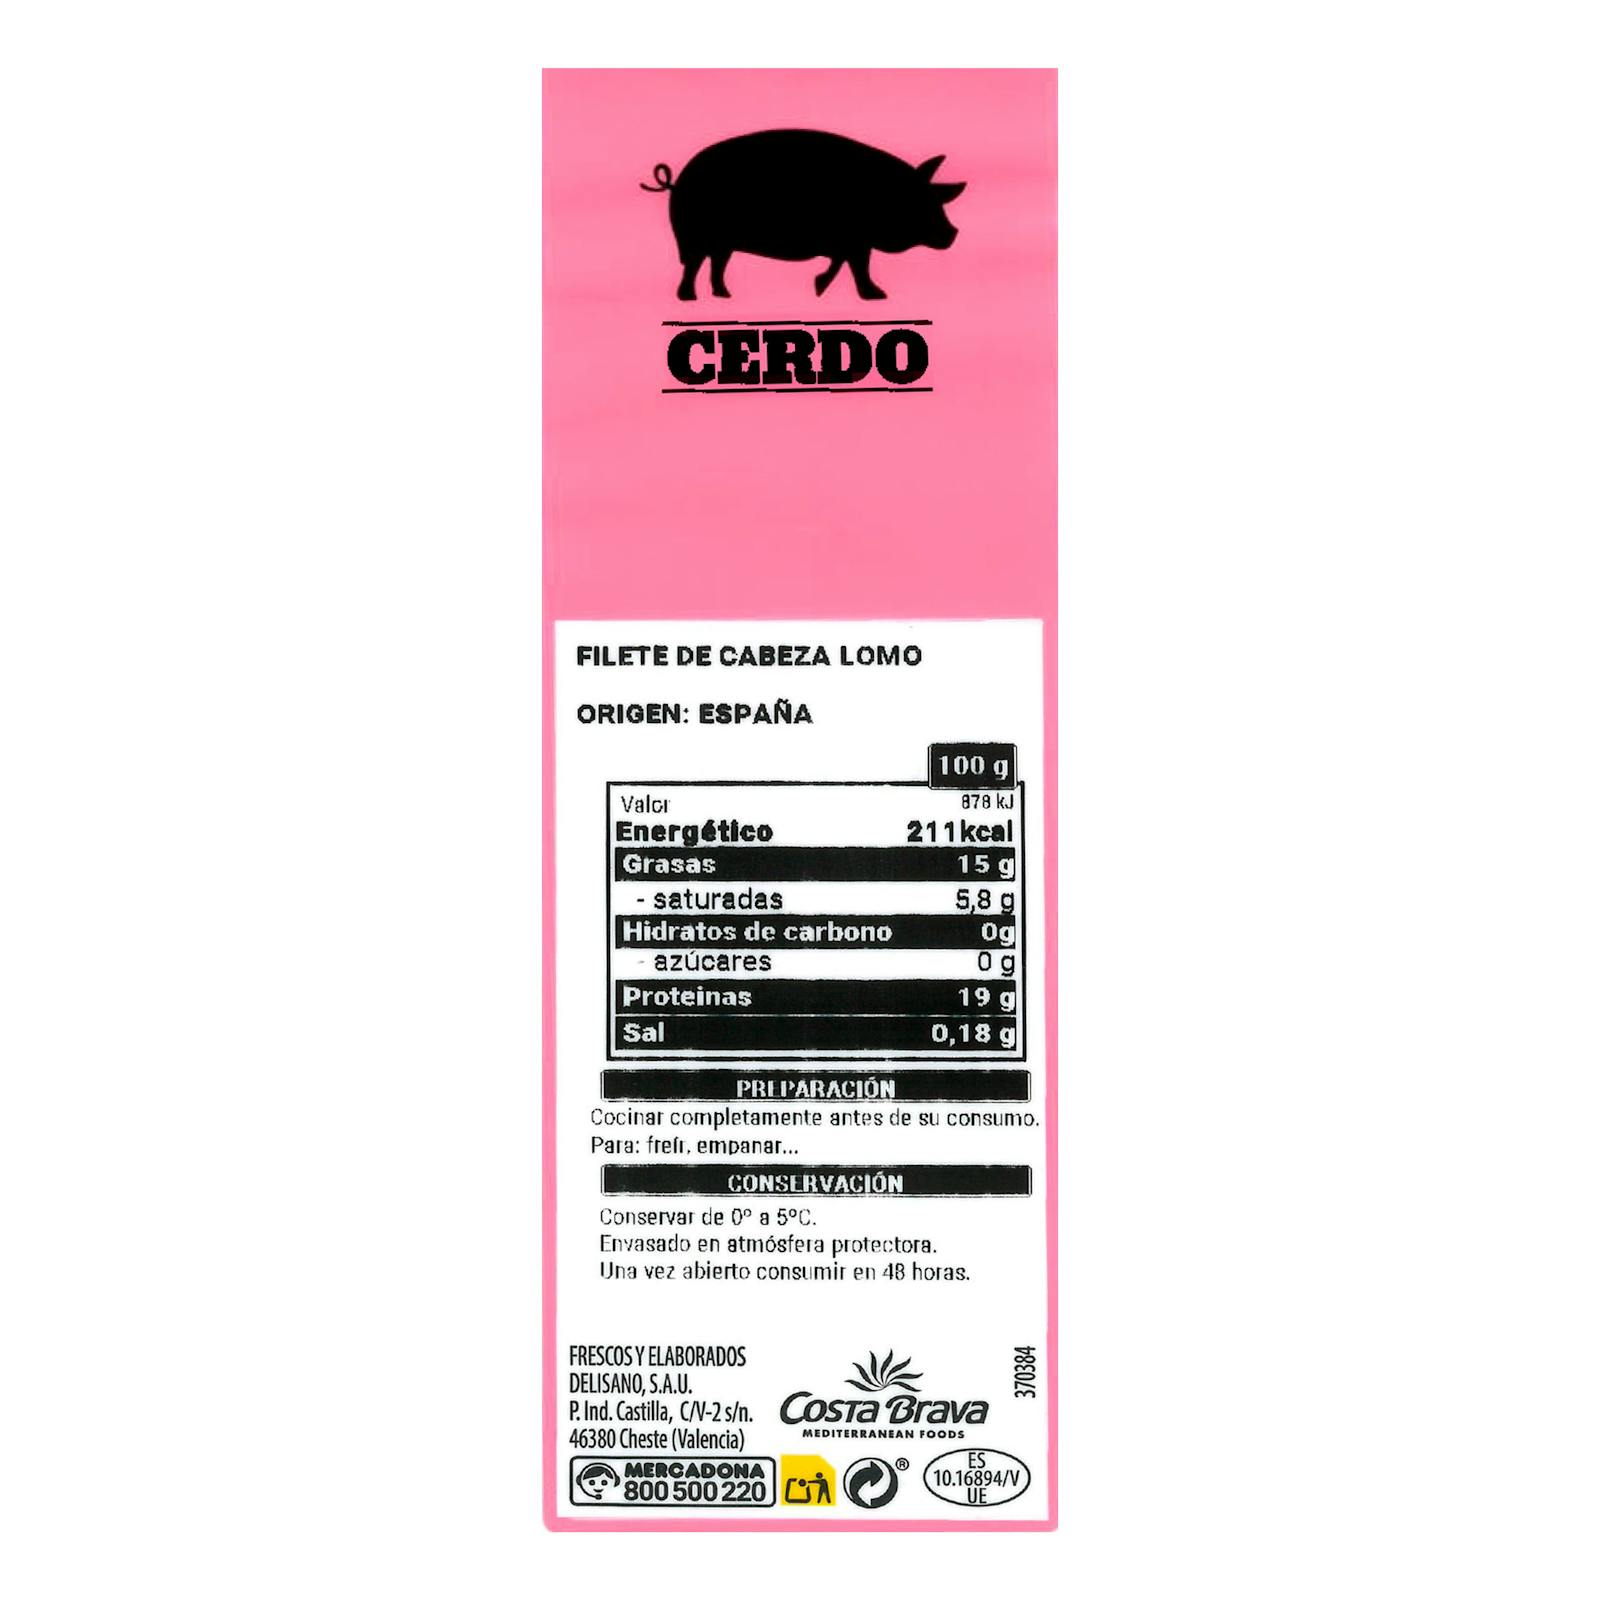 CERDO
FILETE DE CABEZA LOMO
ORIGEN: ESPAÑA
100 g
Valor 878 kJ
Energético 211kcal
Grasas 15 g
- saturadas 5,8 g
Hidratos de carbono 0g
- azúcares 0 g
Proteinas 19 g
Sal 0,18 g
PREPARACIÓN
Cocinar completamente antes de su consumo.
Para: freír, empanar...
CONSERVACIÓN
Conservar de 0º a 5ºC.
Envasado en atmósfera protectora.
Una vez abierto consumir en 48 horas.
FRESCOS Y ELABORADOS
DELISANO, S.A.U.
P. Ind. Castilla, C/V-2 s/n.
46380 Cheste (Valencia)
MERCADONA
800 500 220
COSTA BRAVA
MEDITERRANEAN FOODS
370384
®
ES
10.16894/V
UE